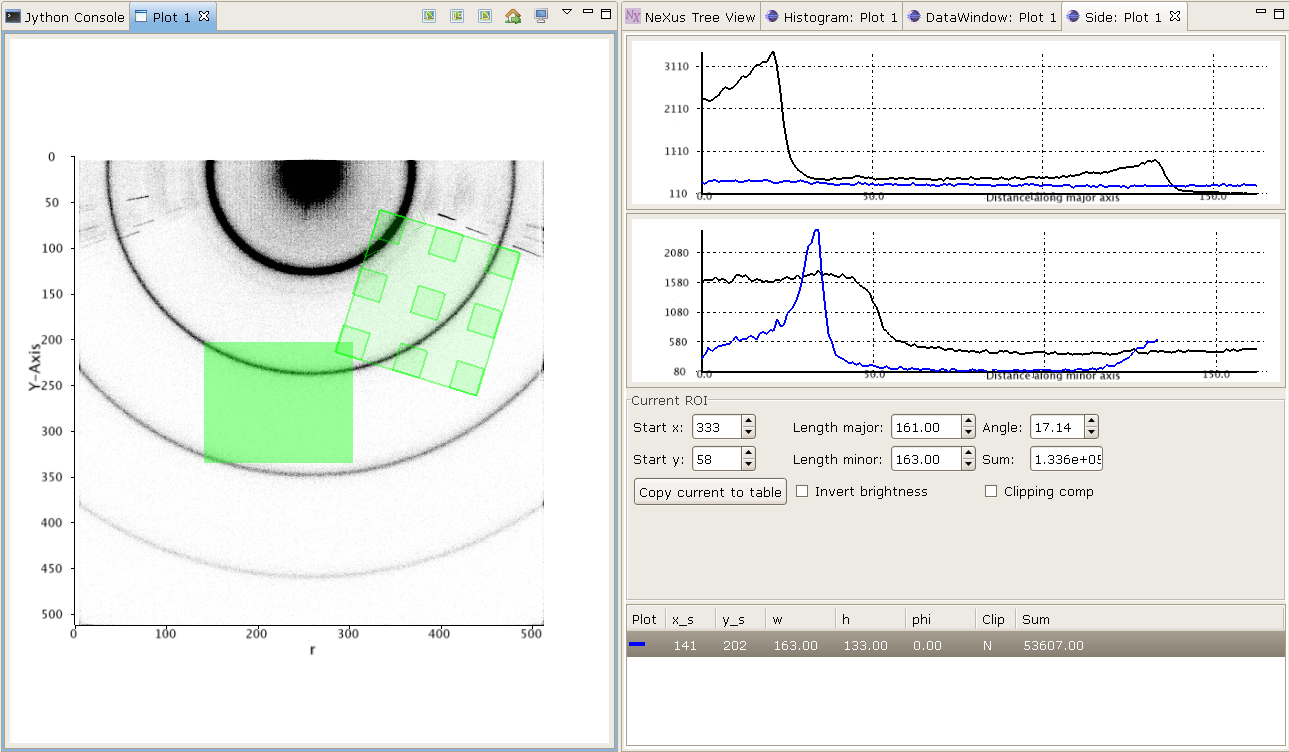 Jython Console
Plot 1
NeXus Tree View
Histogram: Plot 1
DataWindow: Plot 1
Side: Plot 1
0
50
100
150
200
250
300
350
400
450
500
Y-Axis
0 100 200 300 400 500
r
3110
2110
1110
110
0.0 50.0 Distance along major axis 150.0
2080
1580
1080
580
80
0.0 50.0 Distance along minor axis 150.0
Current ROI
Start x: 333 Length major: 161.00 Angle: 17.14
Start y: 58 Length minor: 163.00 Sum: 1.336e+05
Copy current to table Invert brightness Clipping comp
Plot x_s y_s w h phi Clip Sum
141 202 163.00 133.00 0.00 N 53607.00